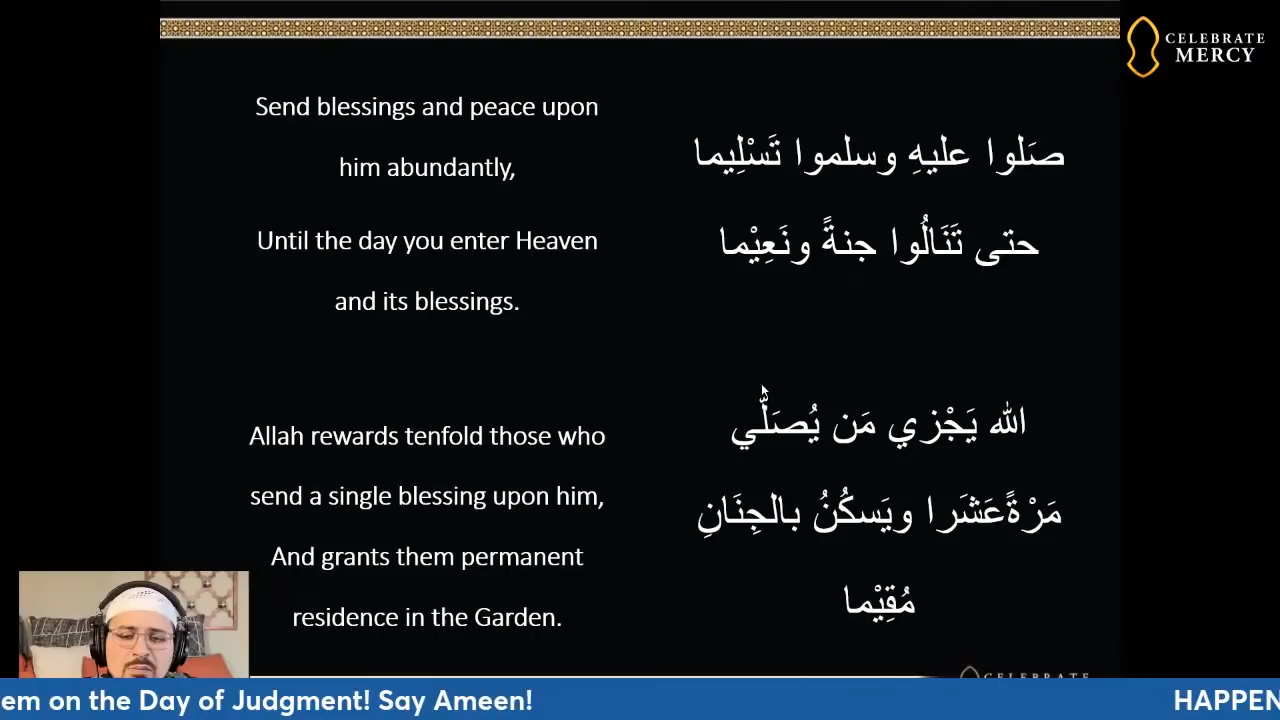 CELEBRATE
MERCY
Send blessings and peace upon
him abundantly,
Until the day you enter Heaven
and its blessings.
صَلوا عليهِ وسلموا تَسْلِيما
حتى تَنَالُوا جنةً ونَعِيْما
Allah rewards tenfold those who
send a single blessing upon him,
And grants them permanent
residence in the Garden.
الله يَجْزِي مَن يُصَلُّي
مَرْةًعَشَرا ويَسكُنُ بالجِنَانِ
مُقِيْما
CELEBRATE
em on the Day of Judgment! Say Ameen!
HAPPEN